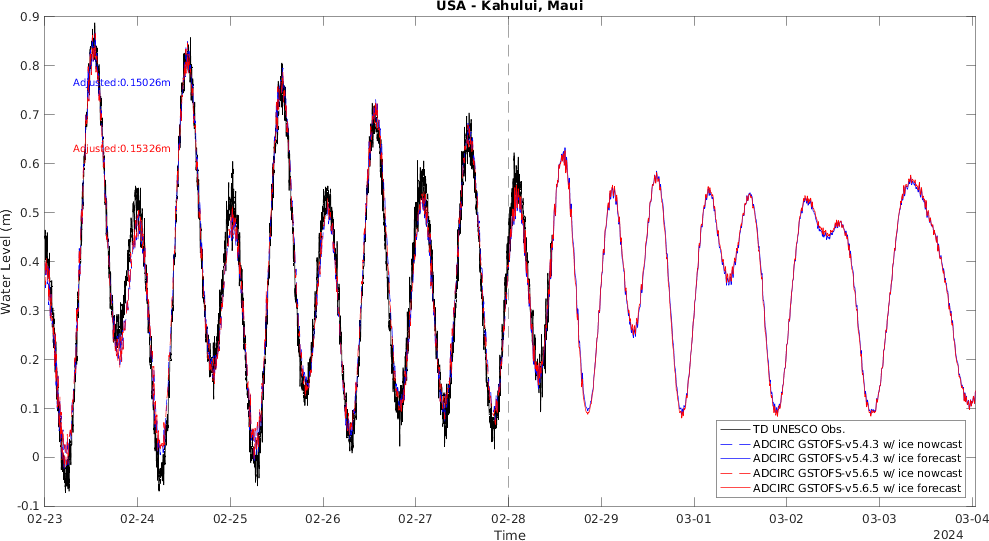 USA - Kahului, Maui
0.9
0.8
Adjusted:0.15026m
0.7
Adjusted:0.15326m
0.6
0.5
0.4
0.3
0.2
0.1
0
-0.1
Water Level (m)
TD UNESCO Obs.
ADCIRC GSTOFS-v5.4.3 w/ ice nowcast
ADCIRC GSTOFS-v5.4.3 w/ ice forecast
ADCIRC GSTOFS-v5.6.5 w/ ice nowcast
ADCIRC GSTOFS-v5.6.5 w/ ice forecast
02-23 02-24 02-25 02-26 02-27 02-28 02-29 03-01 03-02 03-03 03-04
Time
2024